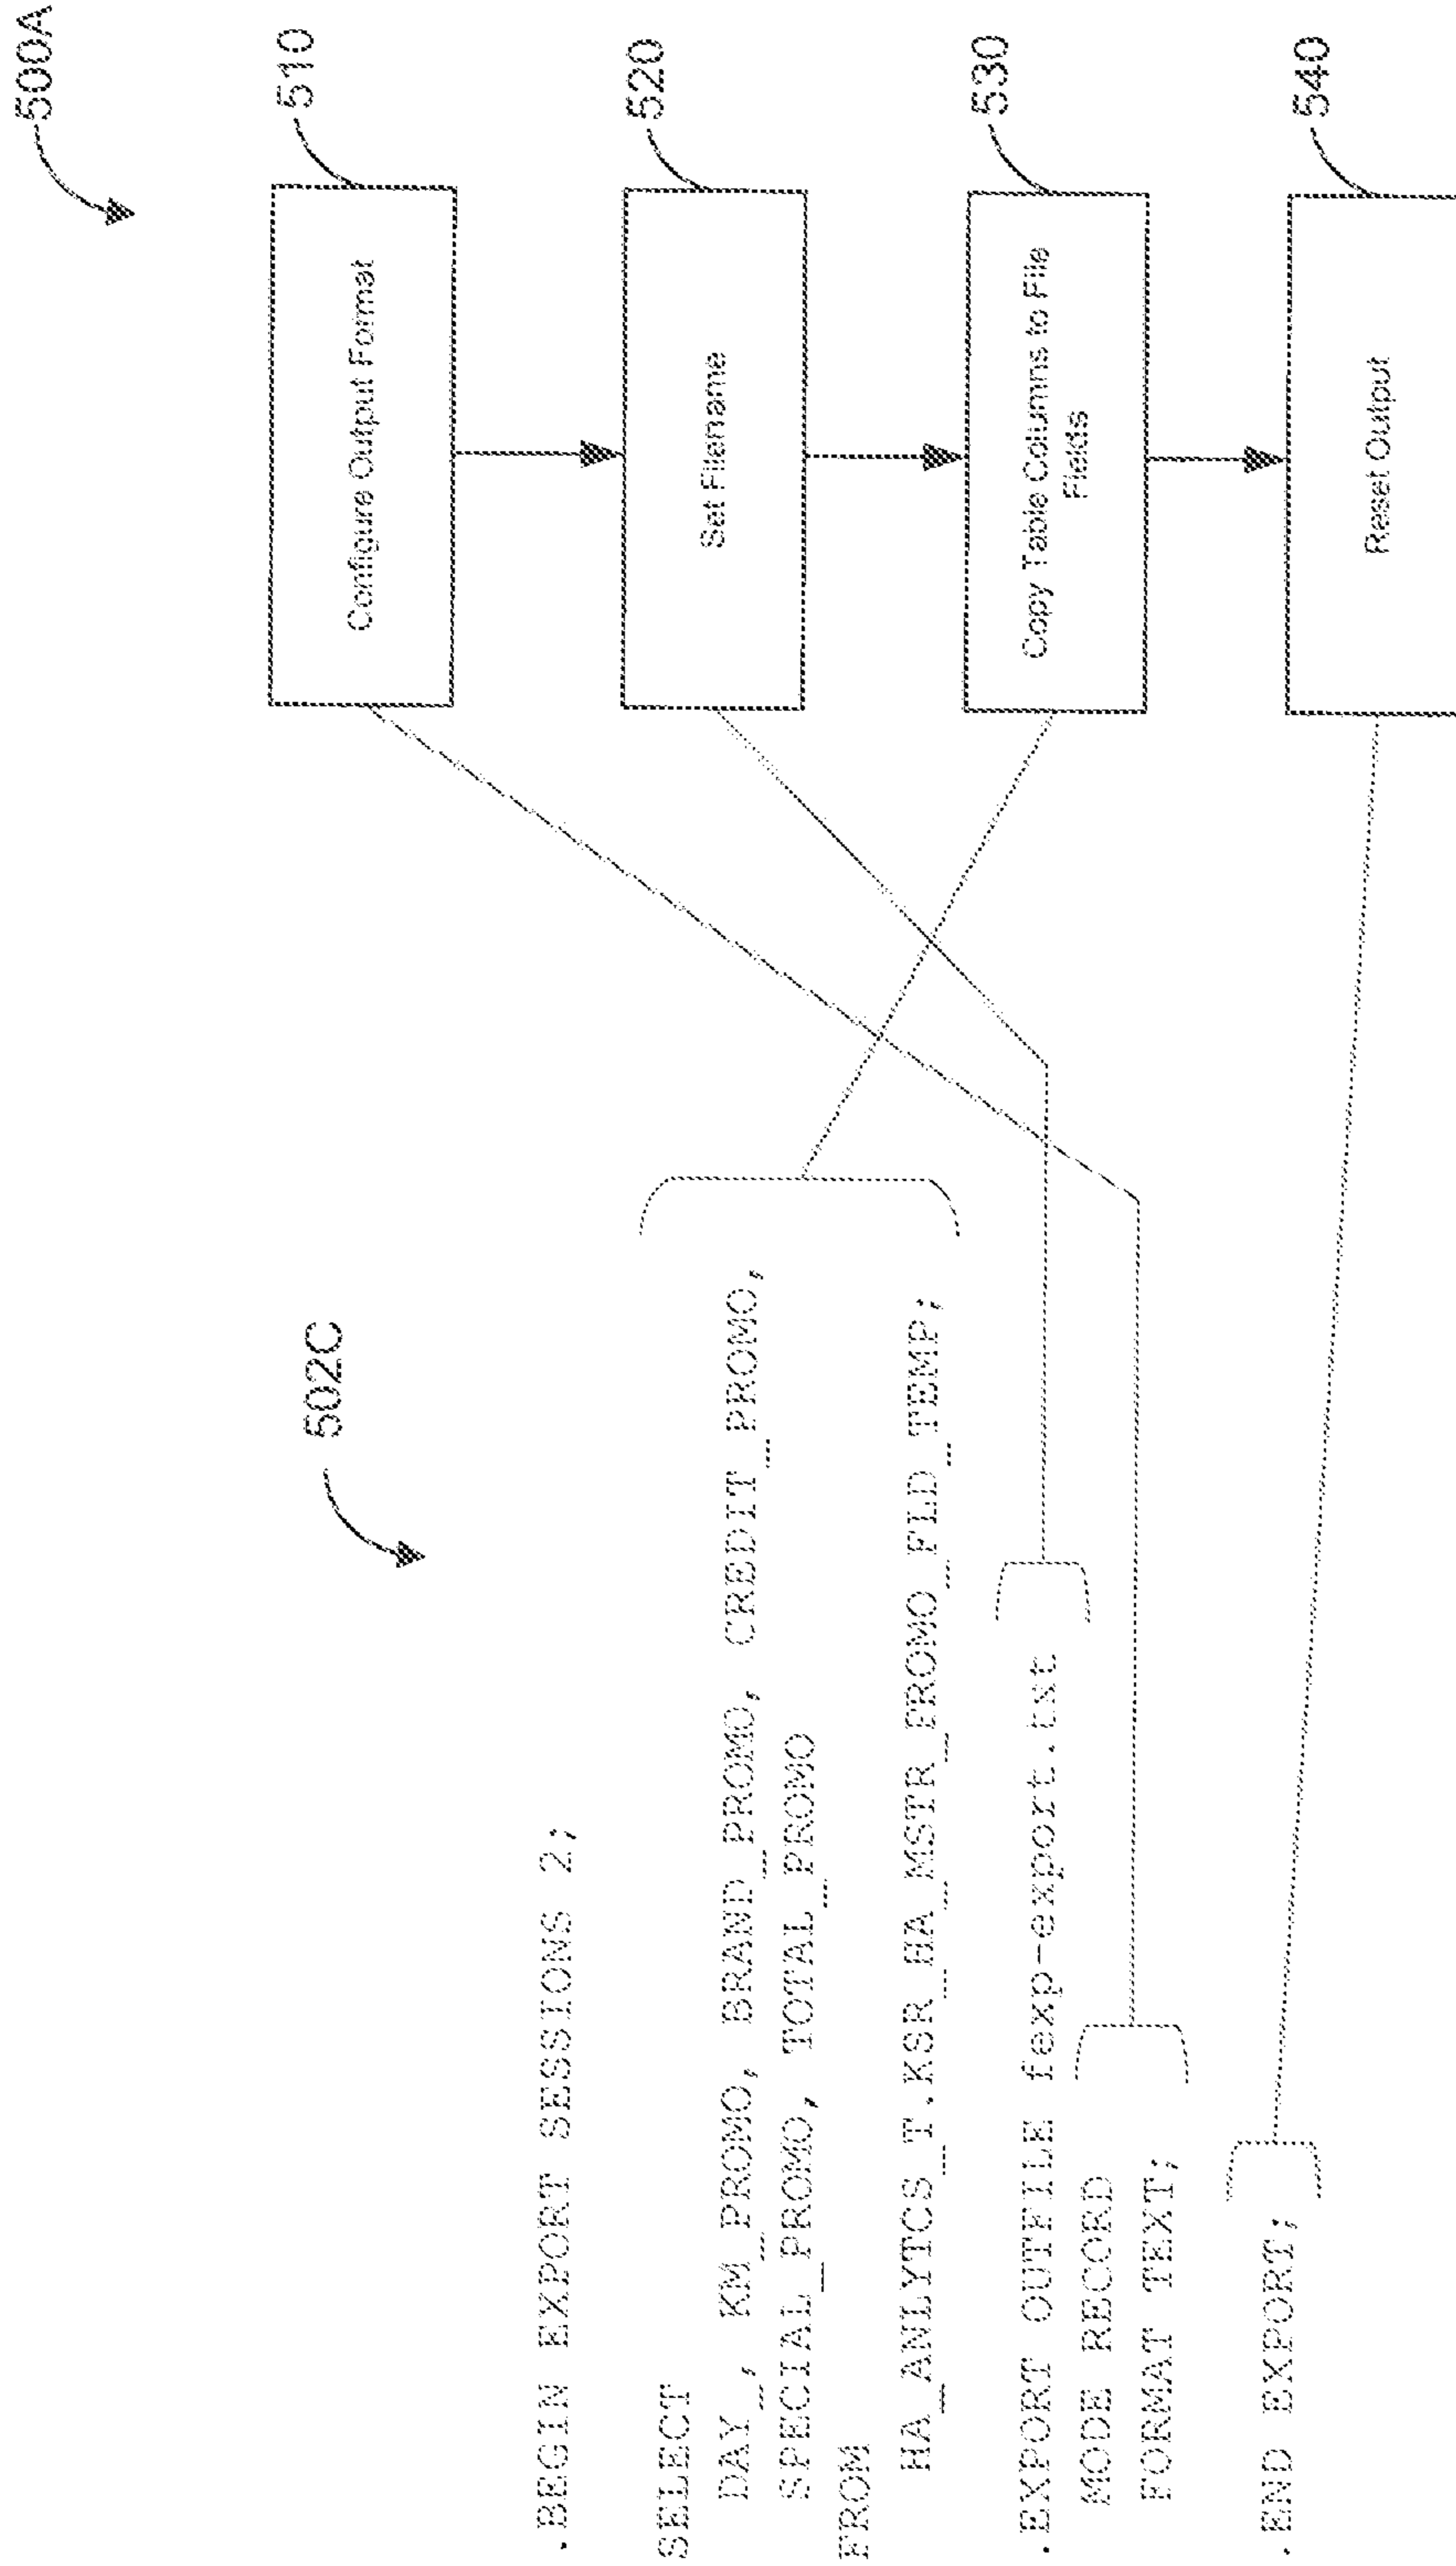 500A
502C
.BEGIN EXPORT SESSIONS 2;
SELECT
DAY_, KM_PROMO, BRAND_PROMO, CREDIT_PROMO,
SPECIAL_PROMO, TOTAL_PROMO
FROM
HA_ANLYTCS_T.KSR_HA_MSTR_PROMO_FLD_TEMP;
.EXPORT OUTFILE fexp-export.txt
MODE RECORD
FORMAT TEXT;
.END EXPORT;
510
Configure Output Format
520
Set Filename
530
Copy Table Columns to File
Fields
540
Reset Output